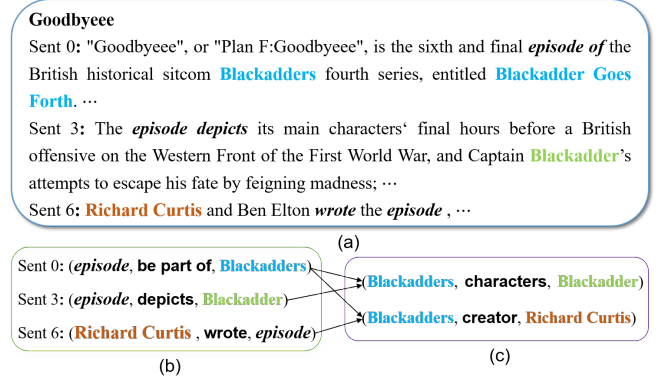 Goodbyeee
Sent 0: "Goodbyeee", or "Plan F:Goodbyeee", is the sixth and final episode of the
British historical sitcom Blackadders fourth series, entitled Blackadder Goes
Forth. ···
Sent 3: The episode depicts its main characters‘ final hours before a British
offensive on the Western Front of the First World War, and Captain Blackadder’s
attempts to escape his fate by feigning madness; ···
Sent 6: Richard Curtis and Ben Elton wrote the episode , ···
(a)
Sent 0: (episode, be part of, Blackadders)
Sent 3: (episode, depicts, Blackadder)
Sent 6: (Richard Curtis , wrote, episode)
(b)
(Blackadders, characters, Blackadder)
(Blackadders, creator, Richard Curtis)
(c)